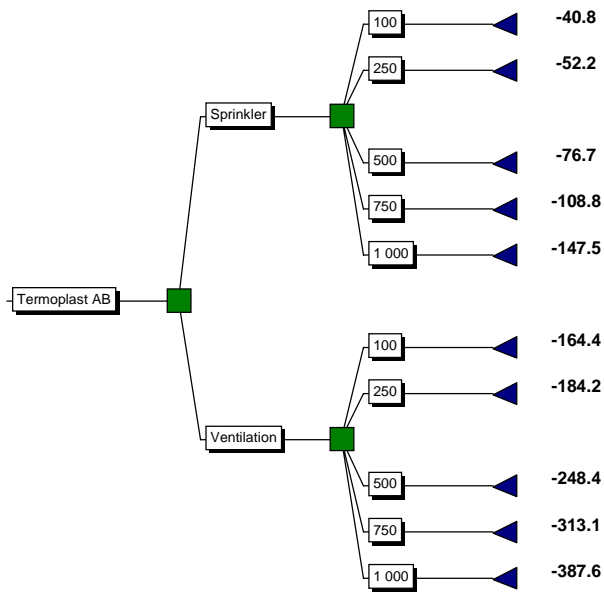 100 -40.8
250 -52.2
Sprinkler
500 -76.7
750 -108.8
1 000 -147.5
Termoplast AB
100 -164.4
250 -184.2
Ventilation
500 -248.4
750 -313.1
1 000 -387.6